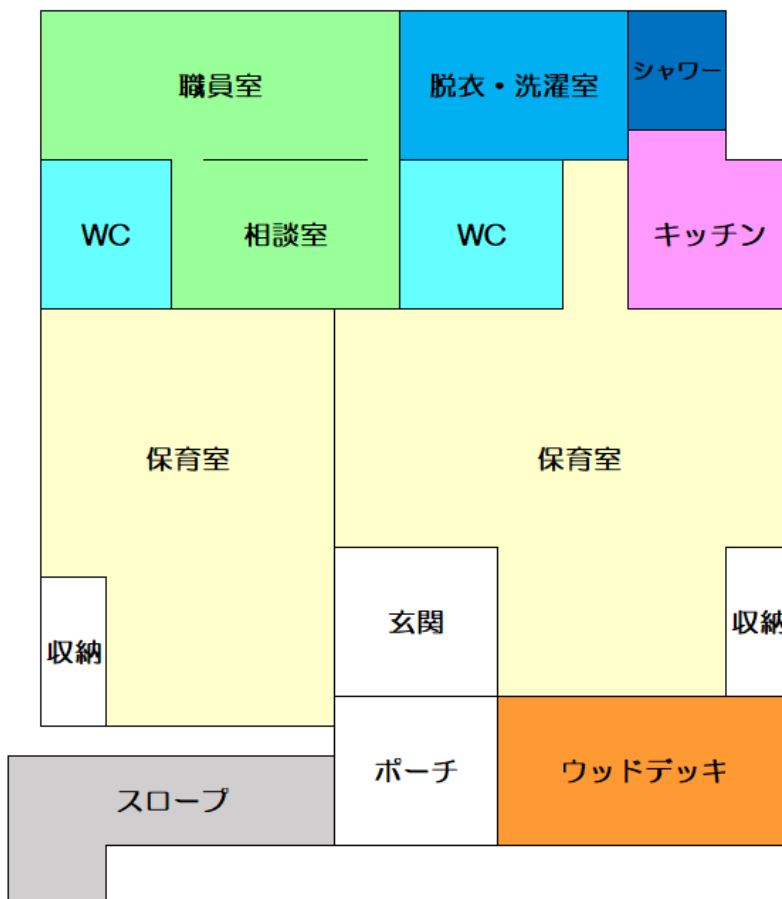 職員室
脱衣・洗濯室
シャワー
WC
相談室
WC
キッチン
保育室
保育室
収納
玄関
収納
ポーチ
ウッドデッキ
スロープ